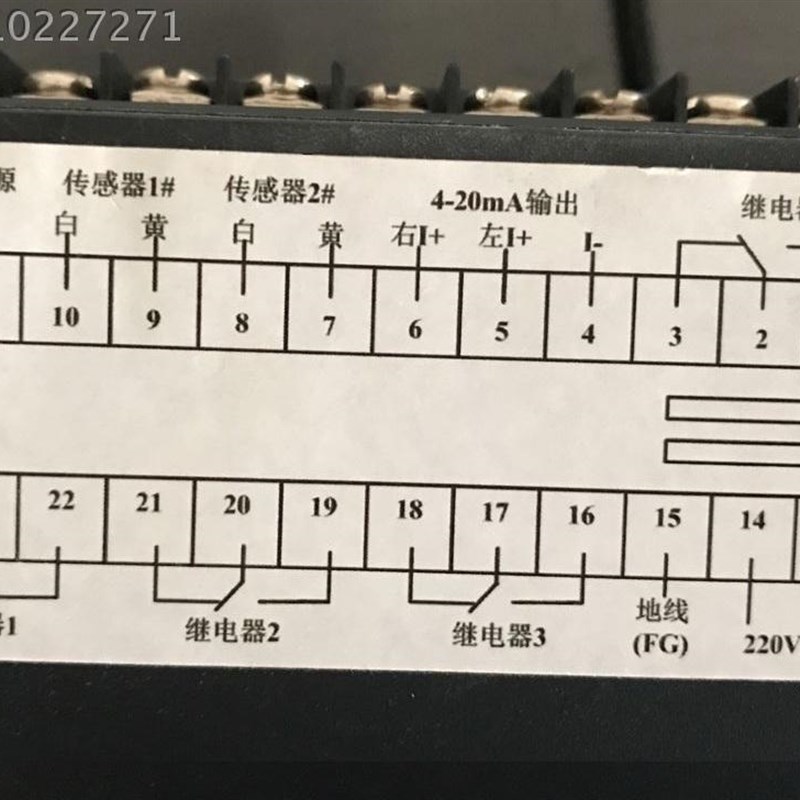 10227271
源 传感器1# 传感器2# 4-20mA输出 继电器
白 黄 白 黄 右I+ 左I+ I-
10 9 8 7 6 5 4 3 2
22 21 20 19 18 17 16 15 14
器1 继电器2 继电器3 地线
(FG) 220V